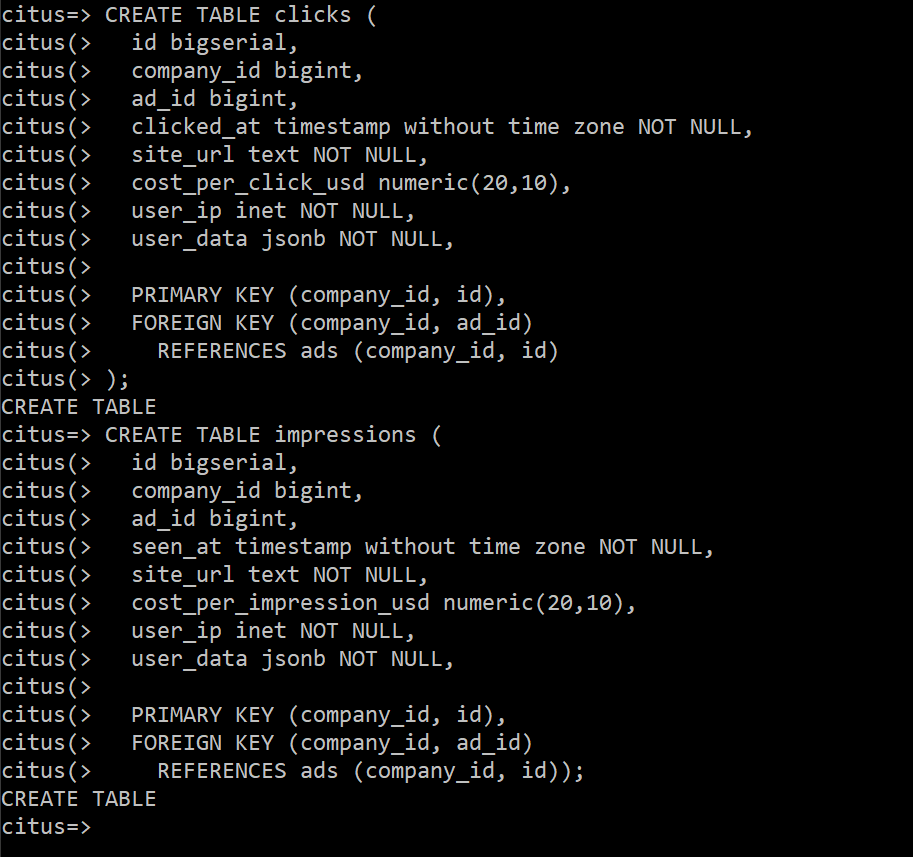 citus=> CREATE TABLE clicks (
citus(>   id bigserial,
citus(>   company_id bigint,
citus(>   ad_id bigint,
citus(>   clicked_at timestamp without time zone NOT NULL,
citus(>   site_url text NOT NULL,
citus(>   cost_per_click_usd numeric(20,10),
citus(>   user_ip inet NOT NULL,
citus(>   user_data jsonb NOT NULL,
citus(>
citus(>   PRIMARY KEY (company_id, id),
citus(>   FOREIGN KEY (company_id, ad_id)
citus(>     REFERENCES ads (company_id, id)
citus(> );
CREATE TABLE
citus=> CREATE TABLE impressions (
citus(>   id bigserial,
citus(>   company_id bigint,
citus(>   ad_id bigint,
citus(>   seen_at timestamp without time zone NOT NULL,
citus(>   site_url text NOT NULL,
citus(>   cost_per_impression_usd numeric(20,10),
citus(>   user_ip inet NOT NULL,
citus(>   user_data jsonb NOT NULL,
citus(>
citus(>   PRIMARY KEY (company_id, id),
citus(>   FOREIGN KEY (company_id, ad_id)
citus(>     REFERENCES ads (company_id, id));
CREATE TABLE
citus=>